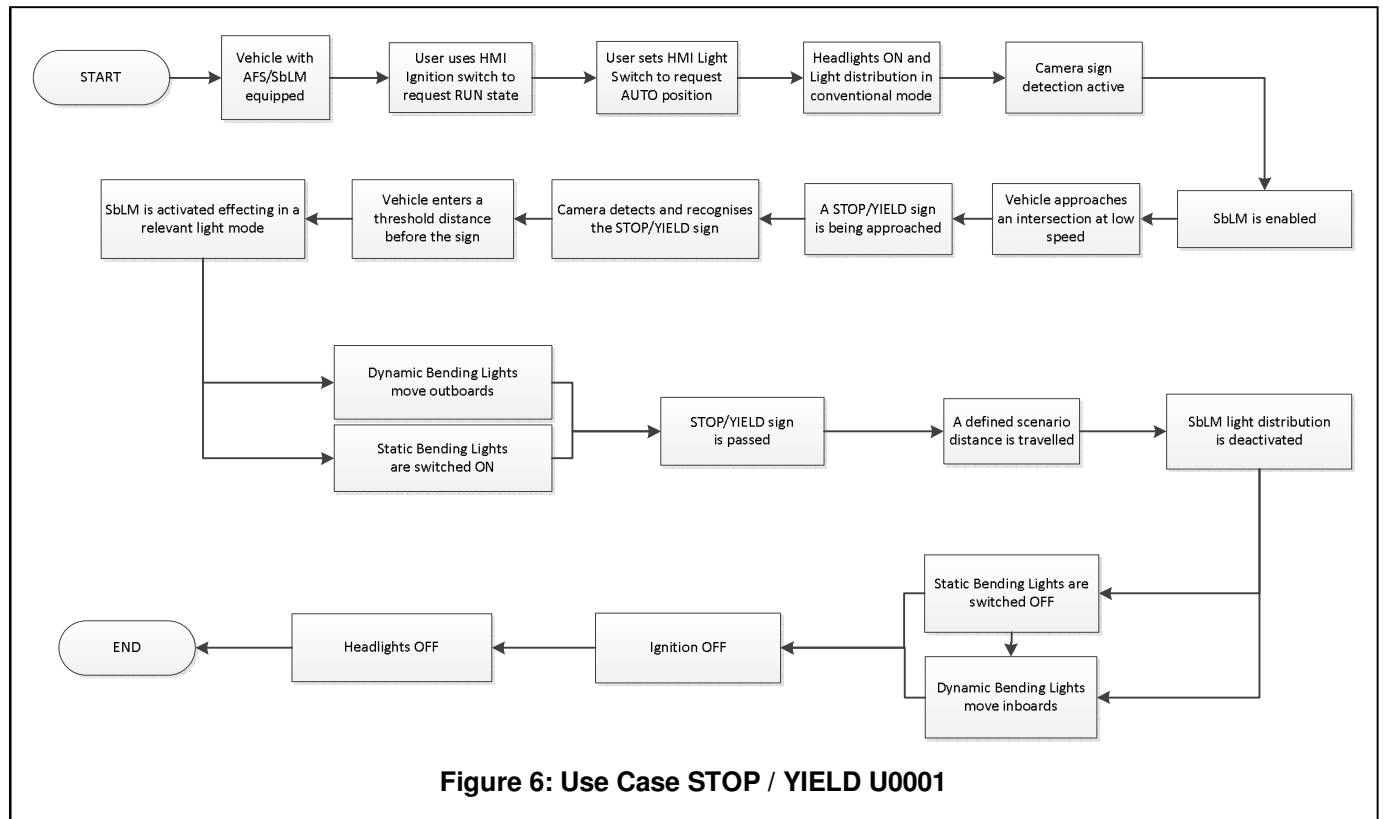 START
Vehicle with
AFS/SbLM
equipped
User uses HMI
Ignition switch to
request RUN state
User sets HMI Light
Switch to request
AUTO position
Headlights ON and
Light distribution in
conventional mode
Camera sign
detection active
SbLM is enabled
Vehicle approaches
an intersection at low
speed
A STOP/YIELD sign
is being approached
Camera detects and recognises
the STOP/YIELD sign
Vehicle enters a
threshold distance
before the sign
SbLM is activated effecting in a
relevant light mode
Dynamic Bending Lights
move outboards
Static Bending Lights
are switched ON
STOP/YIELD sign
is passed
A defined scenario
distance is travelled
SbLM light distribution
is deactivated
Static Bending Lights are
switched OFF
Dynamic Bending Lights
move inboards
Ignition OFF
Headlights OFF
END
Figure 6: Use Case STOP / YIELD U0001